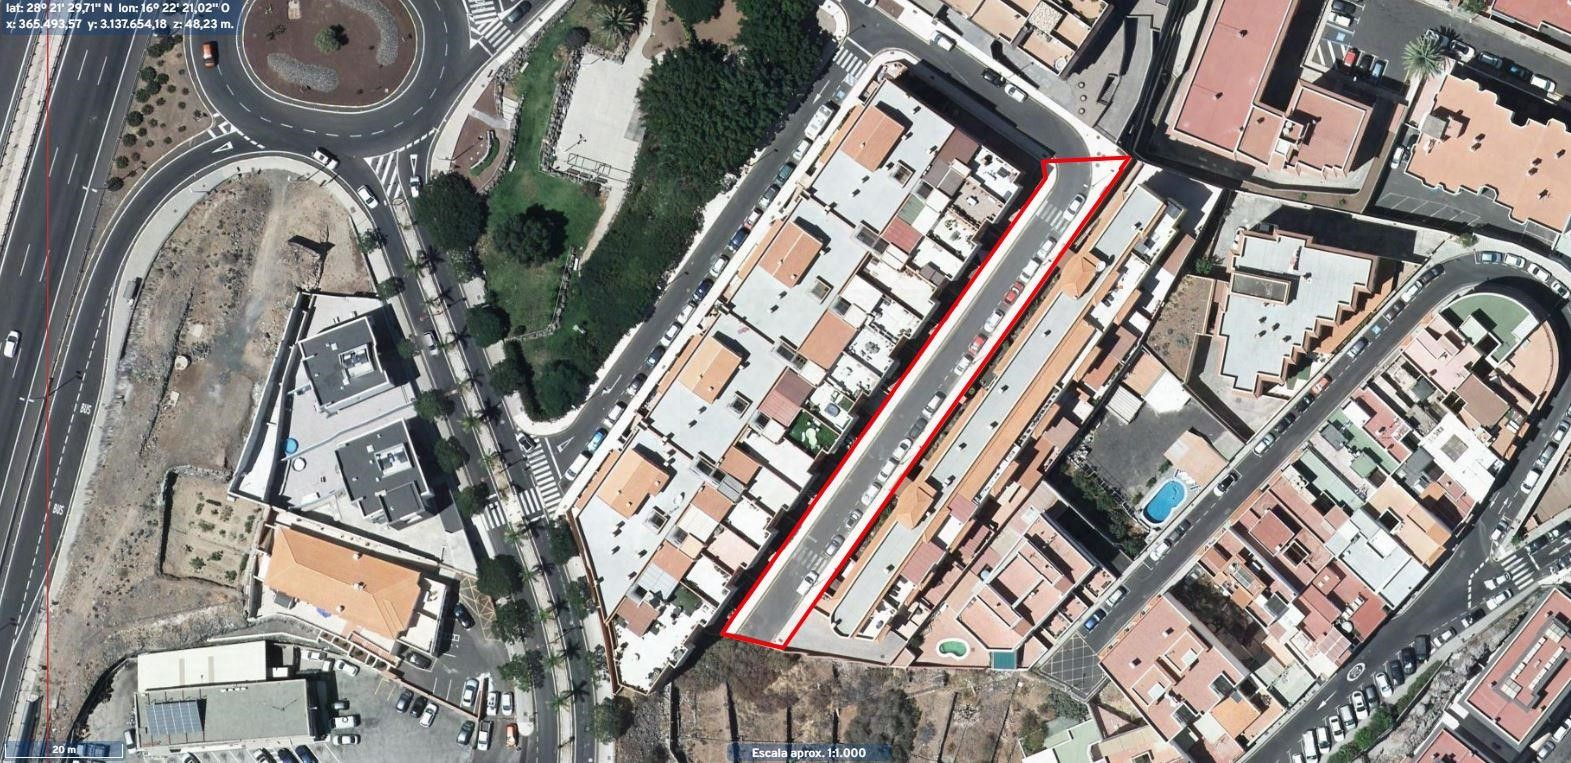 lat: 28º 21' 29,71" N lon: 16º 22' 21,02" O
x: 365.493,57 y: 3.137.654,18 z: 48,23 m.
BUS
BUS
20 m
Escala aprox. 1:1.000